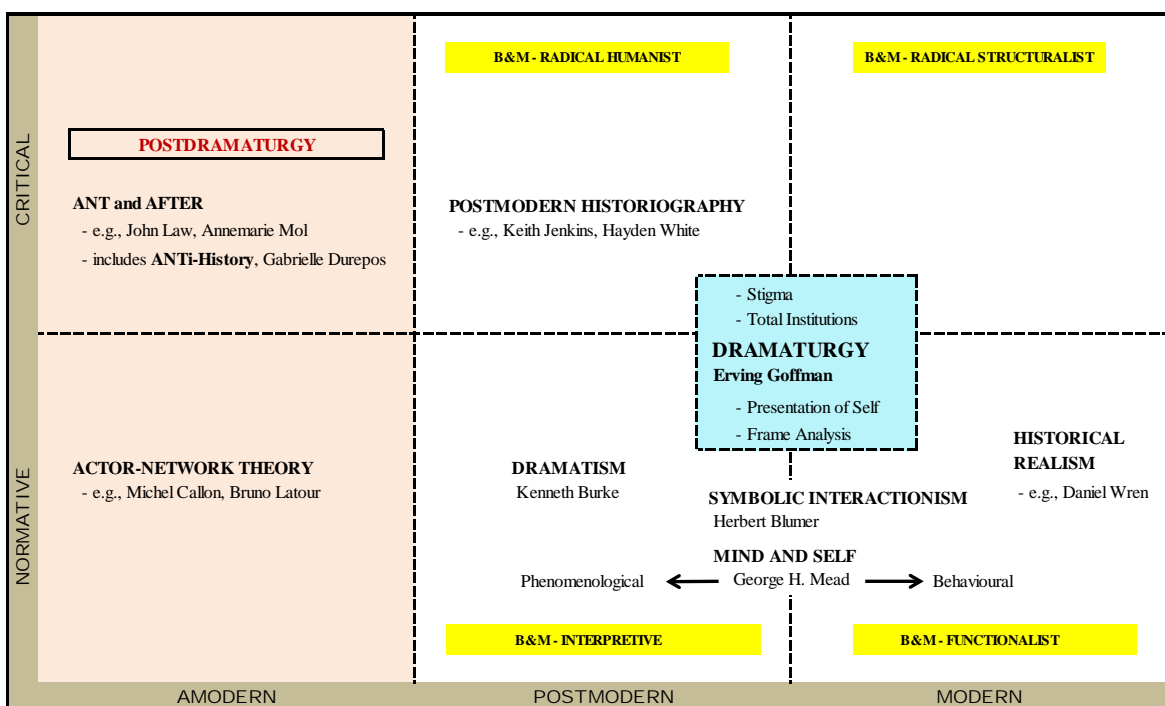 B&M - RADICAL HUMANIST
B&M - RADICAL STRUCTURALIST
CRITICAL
POSTDRAMATURGY
ANT and AFTER
- e.g., John Law, Annemarie Mol
- includes ANTi-History, Gabrielle Durepos
POSTMODERN HISTORIOGRAPHY
- e.g., Keith Jenkins, Hayden White
- Stigma
- Total Institutions
DRAMATURGY
Erving Goffman
- Presentation of Self
- Frame Analysis
NORMATIVE
ACTOR-NETWORK THEORY
- e.g., Michel Callon, Bruno Latour
DRAMATISM
Kenneth Burke
HISTORICAL
REALISM
- e.g., Daniel Wren
SYMBOLIC INTERACTIONISM
Herbert Blumer
MIND AND SELF
Phenomenological
George H. Mead
Behavioural
B&M - INTERPRETIVE
B&M - FUNCTIONALIST
AMODERN
POSTMODERN
MODERN